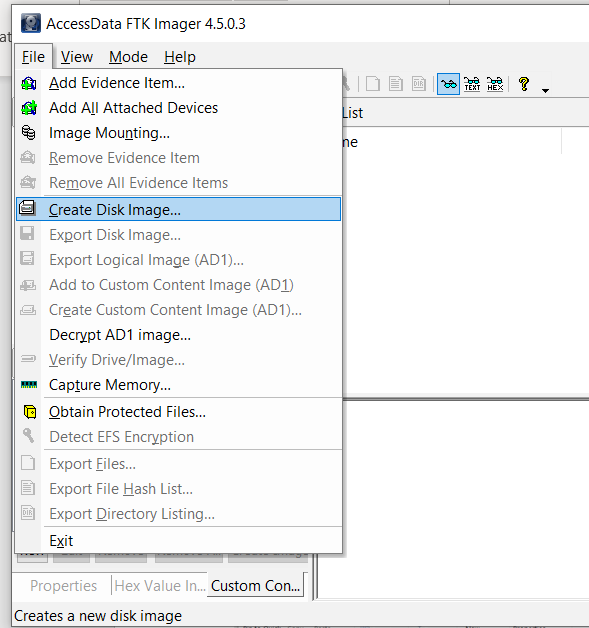 AccessData FTK Imager 4.5.0.3
at
File View Mode Help
TEXT HEX
Add Evidence Item...
Add All Attached Devices
List
Image Mounting...
me
Remove Evidence Item
Remove All Evidence Items
Create Disk Image...
Export Disk Image...
Export Logical Image (AD1)...
Add to Custom Content Image (AD1)
Create Custom Content Image (AD1)...
Decrypt AD1 image...
Verify Drive/Image...
Capture Memory...
Obtain Protected Files...
Detect EFS Encryption
Export Files...
Export File Hash List...
DIR Export Directory Listing...
Exit
Properties Hex Value In... Custom Con...
Creates a new disk image